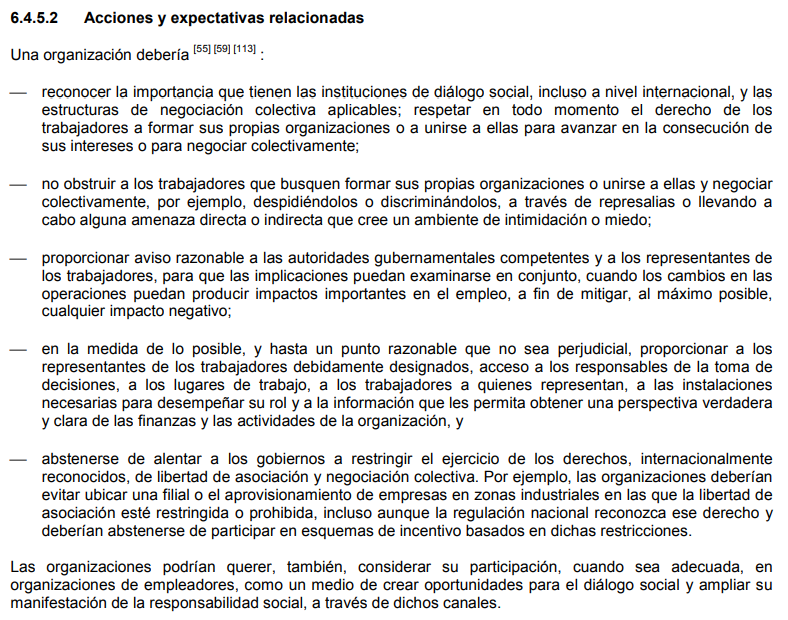 6.4.5.2 Acciones y expectativas relacionadas
Una organización debería [55] [59] [113] :
— reconocer la importancia que tienen las instituciones de diálogo social, incluso a nivel internacional, y las
estructuras de negociación colectiva aplicables; respetar en todo momento el derecho de los
trabajadores a formar sus propias organizaciones o a unirse a ellas para avanzar en la consecución de
sus intereses o para negociar colectivamente;
— no obstruir a los trabajadores que busquen formar sus propias organizaciones o unirse a ellas y negociar
colectivamente, por ejemplo, despidiéndolos o discriminándolos, a través de represalias o llevando a
cabo alguna amenaza directa o indirecta que cree un ambiente de intimidación o miedo;
— proporcionar aviso razonable a las autoridades gubernamentales competentes y a los representantes de
los trabajadores, para que las implicaciones puedan examinarse en conjunto, cuando los cambios en las
operaciones puedan producir impactos importantes en el empleo, a fin de mitigar, al máximo posible,
cualquier impacto negativo;
— en la medida de lo posible, y hasta un punto razonable que no sea perjudicial, proporcionar a los
representantes de los trabajadores debidamente designados, acceso a los responsables de la toma de
decisiones, a los lugares de trabajo, a los trabajadores a quienes representan, a las instalaciones
necesarias para desempeñar su rol y a la información que les permita obtener una perspectiva verdadera
y clara de las finanzas y las actividades de la organización, y
— abstenerse de alentar a los gobiernos a restringir el ejercicio de los derechos, internacionalmente
reconocidos, de libertad de asociación y negociación colectiva. Por ejemplo, las organizaciones deberían
evitar ubicar una filial o el aprovisionamiento de empresas en zonas industriales en las que la libertad de
asociación esté restringida o prohibida, incluso aunque la regulación nacional reconozca ese derecho y
deberían abstenerse de participar en esquemas de incentivo basados en dichas restricciones.
Las organizaciones podrían querer, también, considerar su participación, cuando sea adecuada, en
organizaciones de empleadores, como un medio de crear oportunidades para el diálogo social y ampliar su
manifestación de la responsabilidad social, a través de dichos canales.